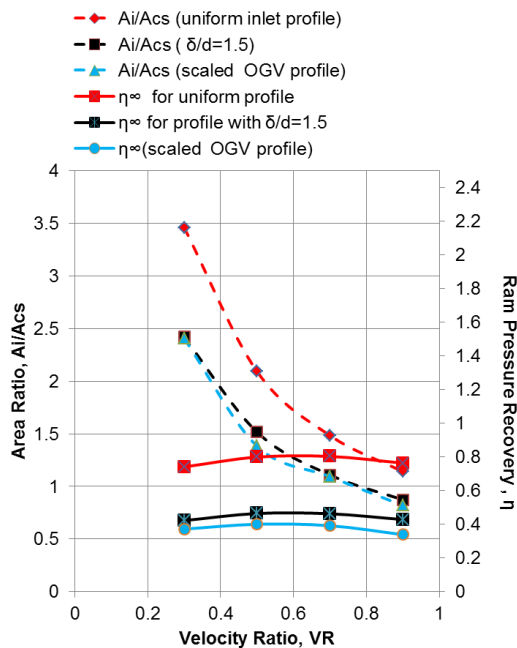 Ai/Acs (uniform inlet profile)
Ai/Acs ( δ/d=1.5)
Ai/Acs (scaled OGV profile)
η∞ for uniform profile
η∞ for profile with δ/d=1.5
η∞(scaled OGV profile)
4
3.5
3
2.5
2
1.5
1
0.5
0
Area Ratio, Ai/Acs
2.4
2.2
2
1.8
1.6
1.4
1.2
1
0.8
0.6
0.4
0.2
0
Ram Pressure Recovery , η
0 0.2 0.4 0.6 0.8 1
Velocity Ratio, VR